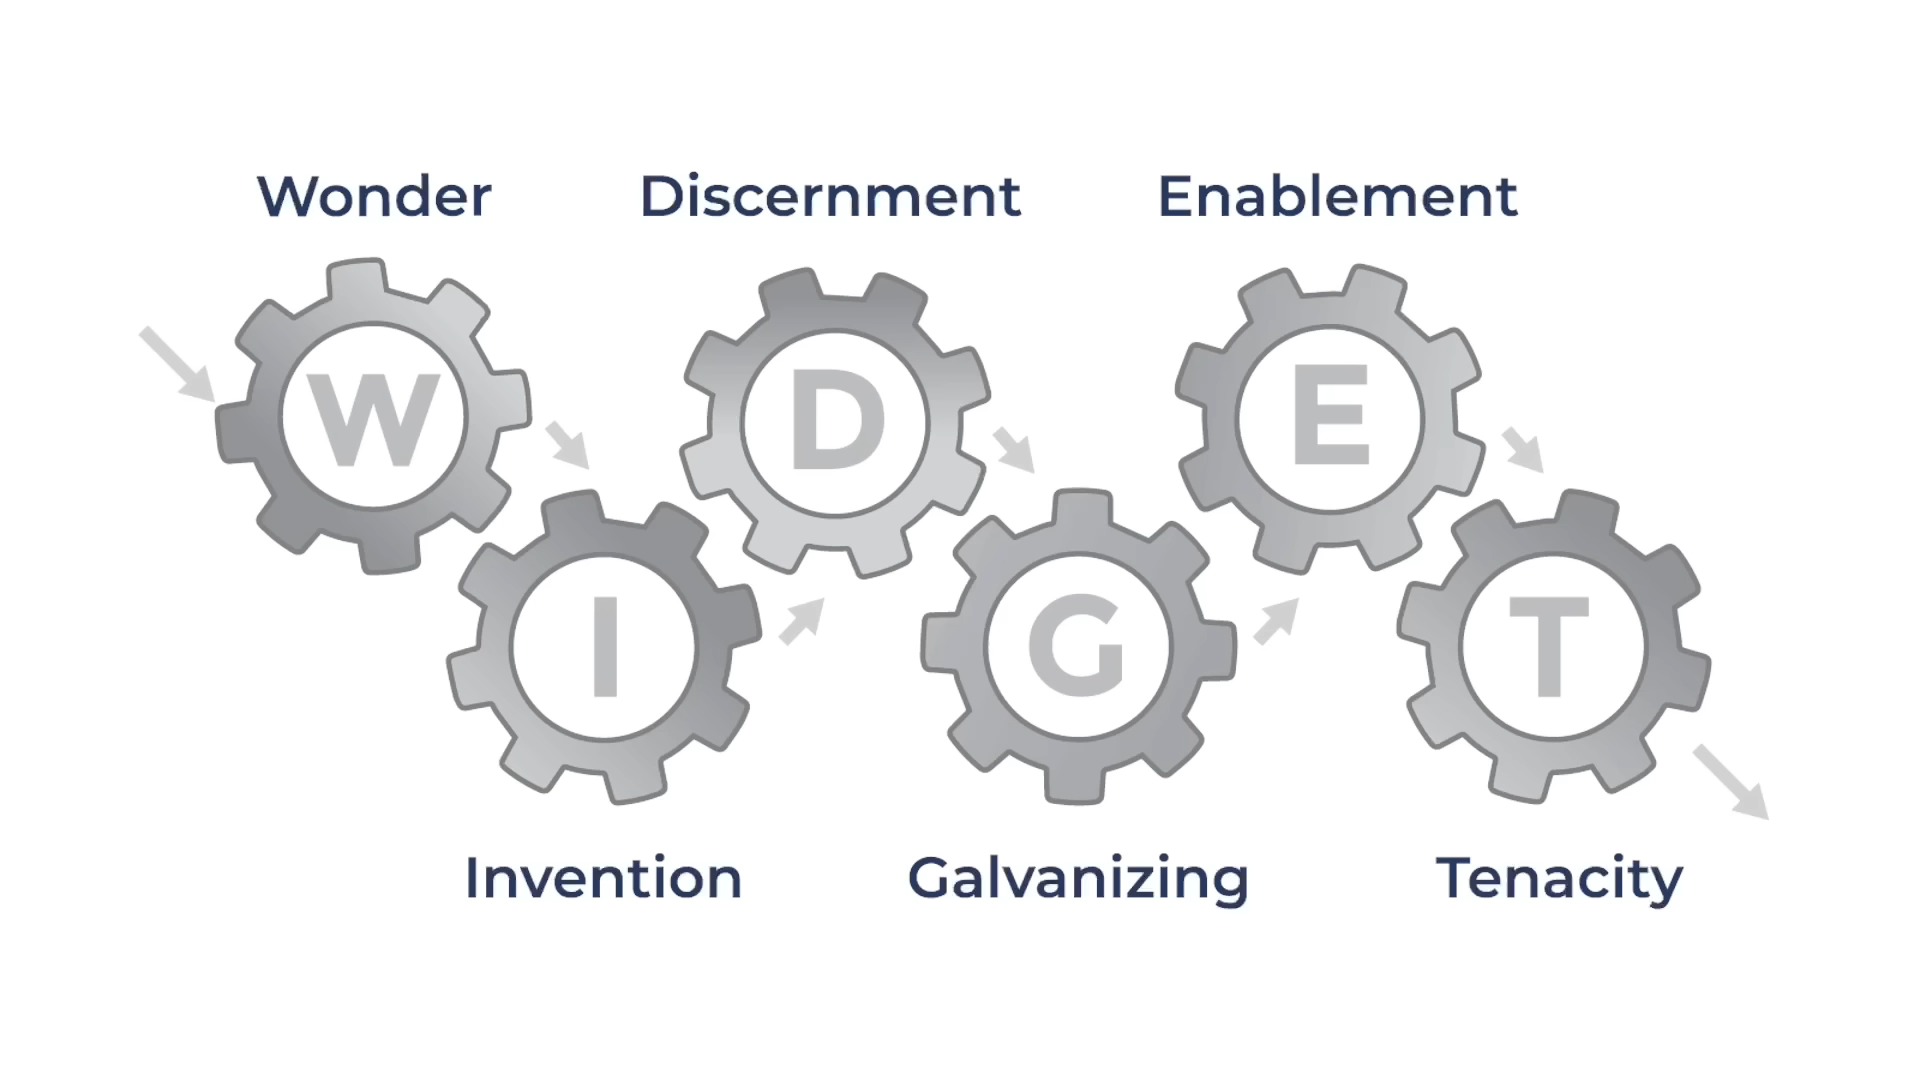 Wonder Discernment Enablement
W D E
I G T
Invention Galvanizing Tenacity